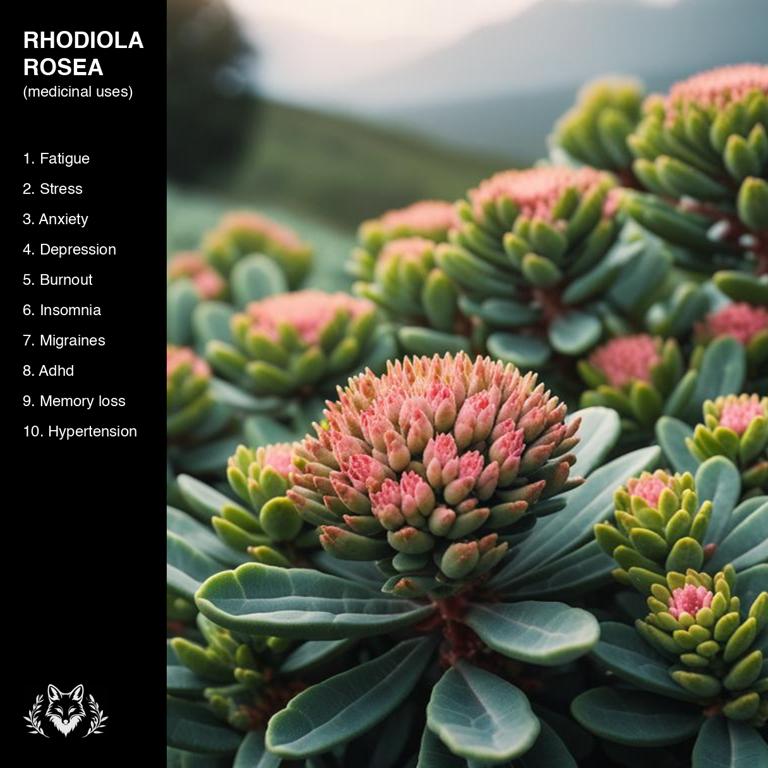 RHODIOLA
ROSEA
(medicinal uses)
1. Fatigue
2. Stress
3. Anxiety
4. Depression
5. Burnout
6. Insomnia
7. Migraines
8. Adhd
9. Memory loss
10. Hypertension